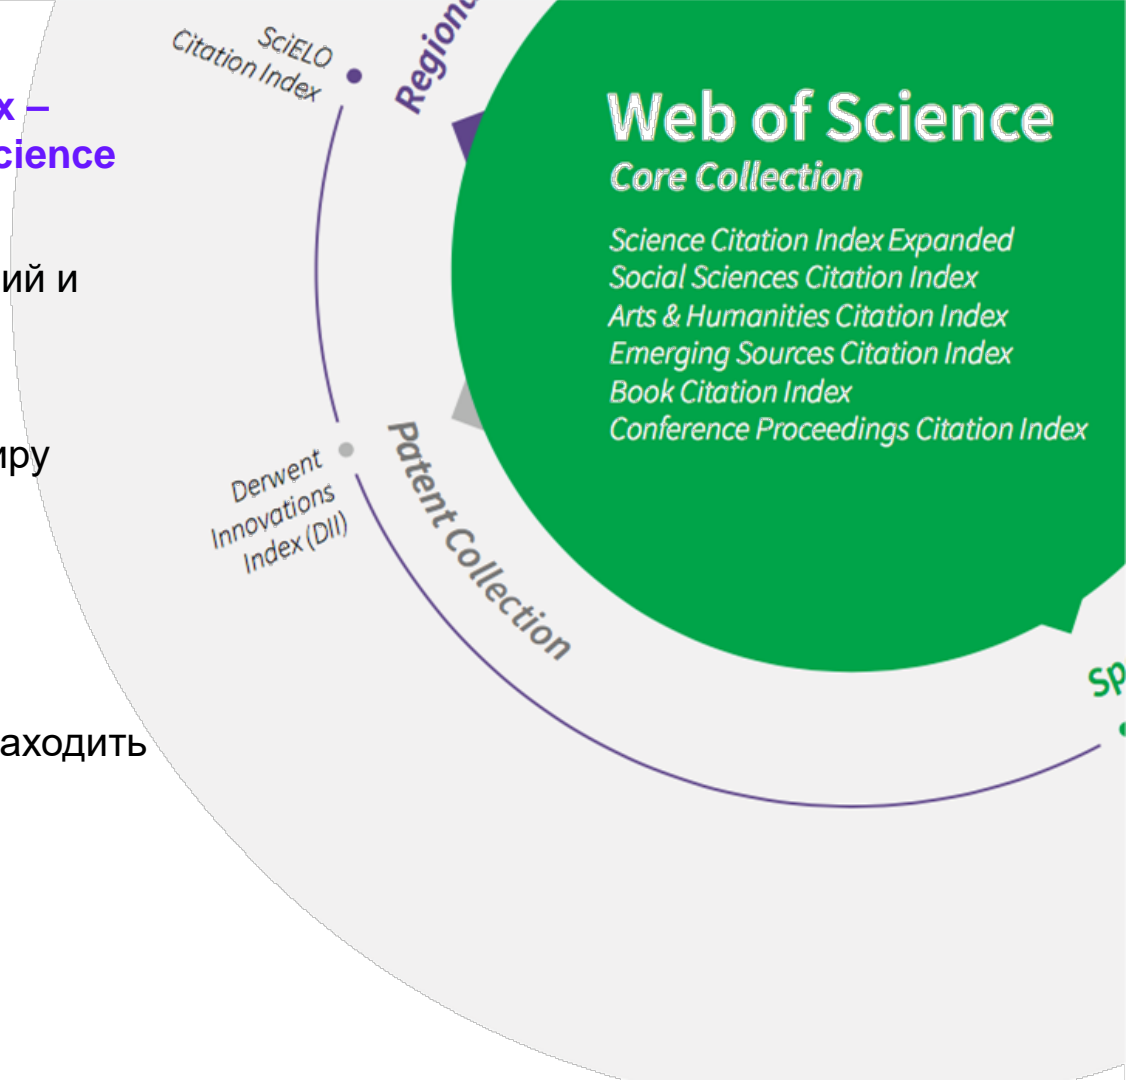 х –
cience
ий и
иру
аходить
SciELO
Citation Index
Regiona
Web of Science
Core Collection
Science Citation Index Expanded
Social Sciences Citation Index
Arts & Humanities Citation Index
Emerging Sources Citation Index
Book Citation Index
Conference Proceedings Citation Index
Derwent
Innovations
Index (DII)
Patent Collection
Sp